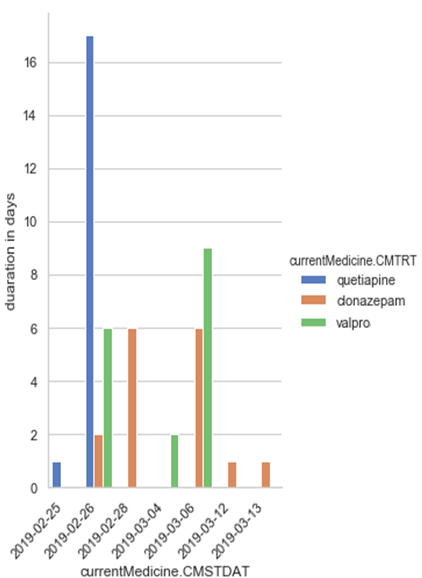 16
14
12
10
8
6
4
2
0
duaration in days
2019-02-25
2019-02-26
2019-02-28
2019-03-04
2019-03-06
2019-03-12
2019-03-13
currentMedicine.CMSTDAT
currentMedicine.CMTRT
quetiapine
clonazepam
valpro